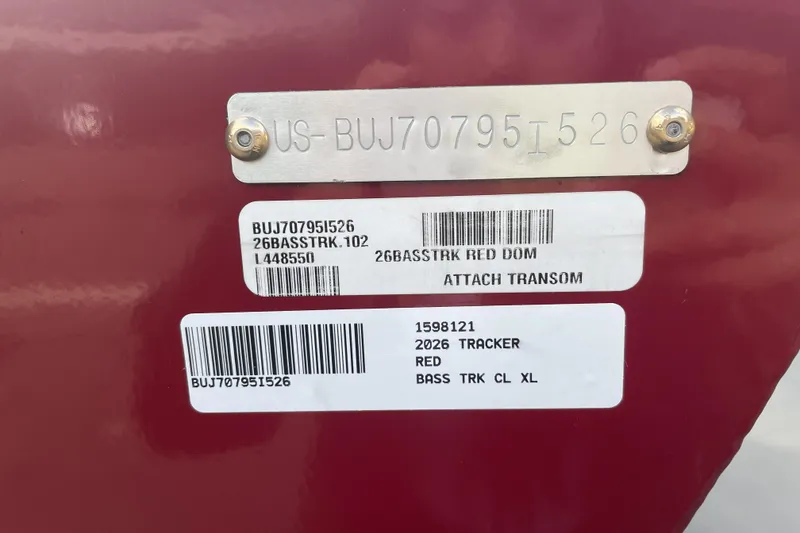 US-BUJ70795I526
BUJ70795I526
26BASSTRK.102
L448550
26BASSTRK RED DOM
ATTACH TRANSOM
BUJ70795I526
1598121
2026 TRACKER
RED
BASS TRK CL XL